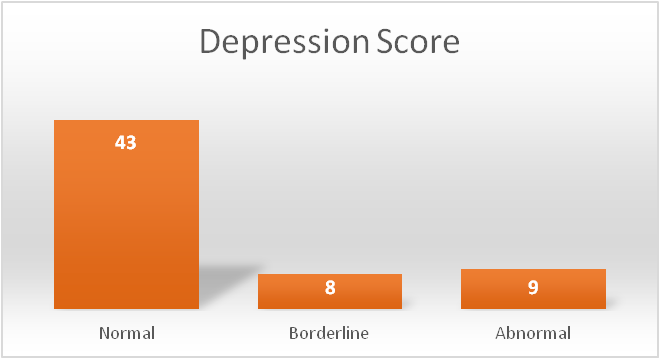 Depression Score
43
8
9
Normal
Borderline
Abnormal